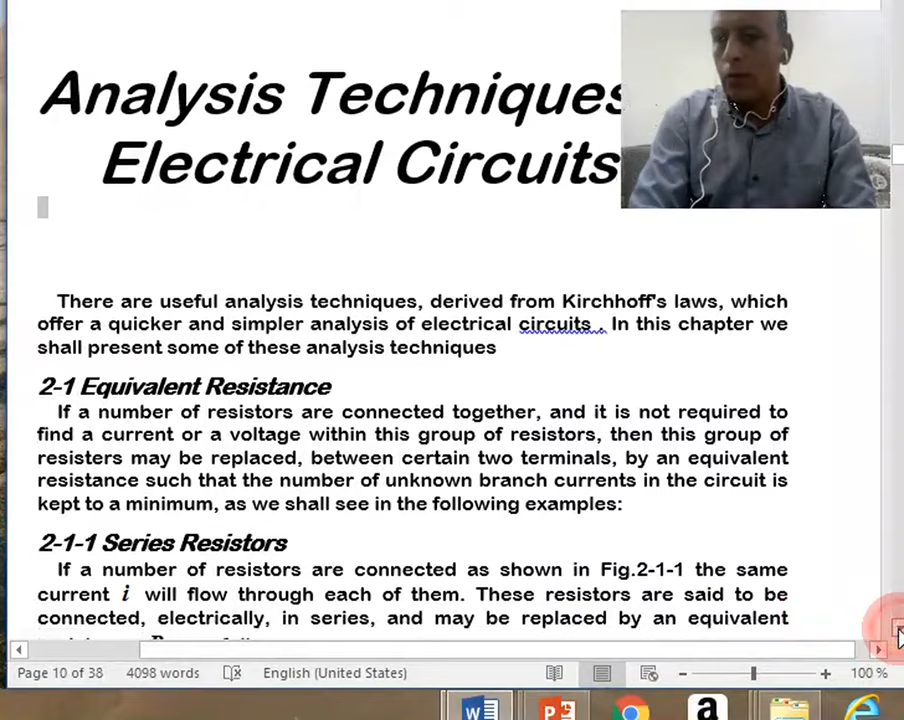 Analysis Techniques
Electrical Circuits
There are useful analysis techniques, derived from Kirchhoff's laws, which
offer a quicker and simpler analysis of electrical circuits . In this chapter we
shall present some of these analysis techniques
2-1 Equivalent Resistance
If a number of resistors are connected together, and it is not required to
find a current or a voltage within this group of resistors, then this group of
resisters may be replaced, between certain two terminals, by an equivalent
resistance such that the number of unknown branch currents in the circuit is
kept to a minimum, as we shall see in the following examples:
2-1-1 Series Resistors
If a number of resistors are connected as shown in Fig.2-1-1 the same
current i will flow through each of them. These resistors are said to be
connected, electrically, in series, and may be replaced by an equivalent
Page 10 of 38 4098 words English (United States) 100 %